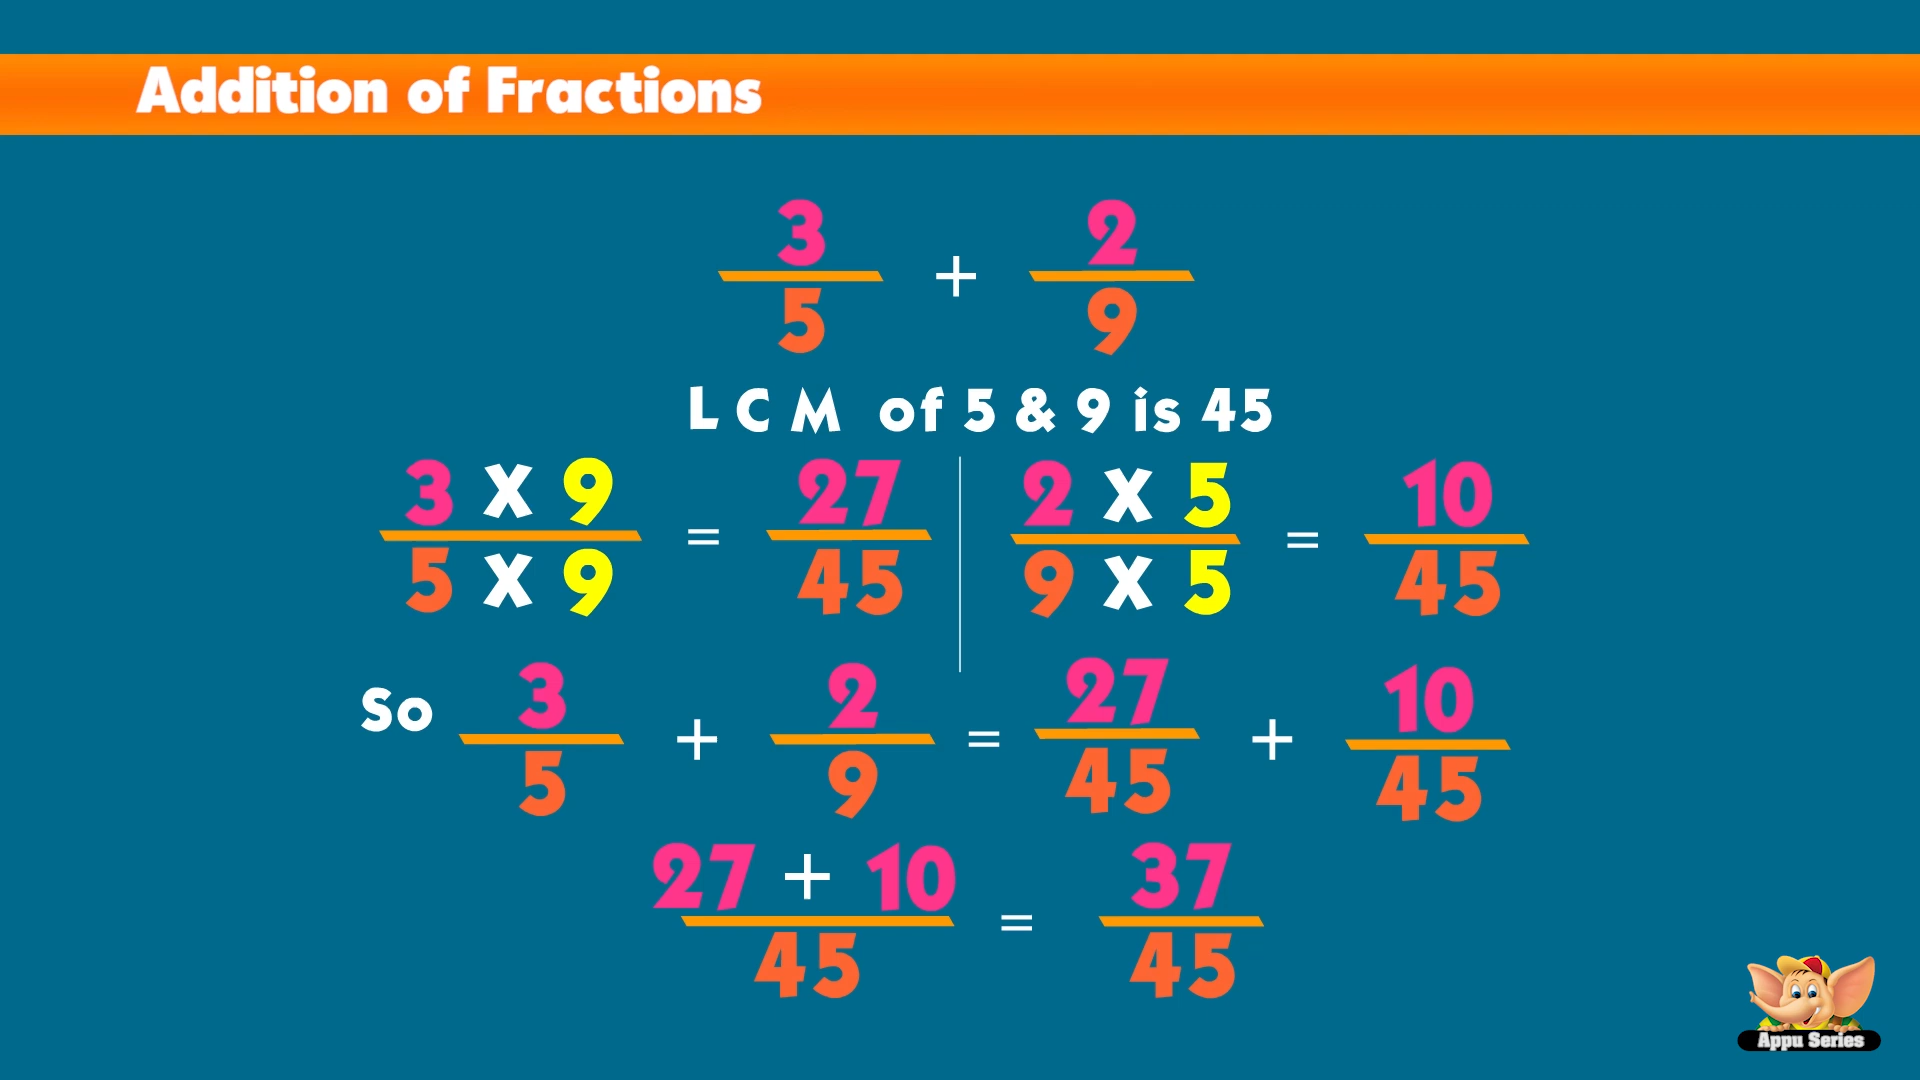 Addition of Fractions
3/5 + 2/9
L C M of 5 & 9 is 45
3 X 9 / 5 X 9 = 27/45 | 2 X 5 / 9 X 5 = 10/45
So 3/5 + 2/9 = 27/45 + 10/45
27 + 10 / 45 = 37/45
Appu Series